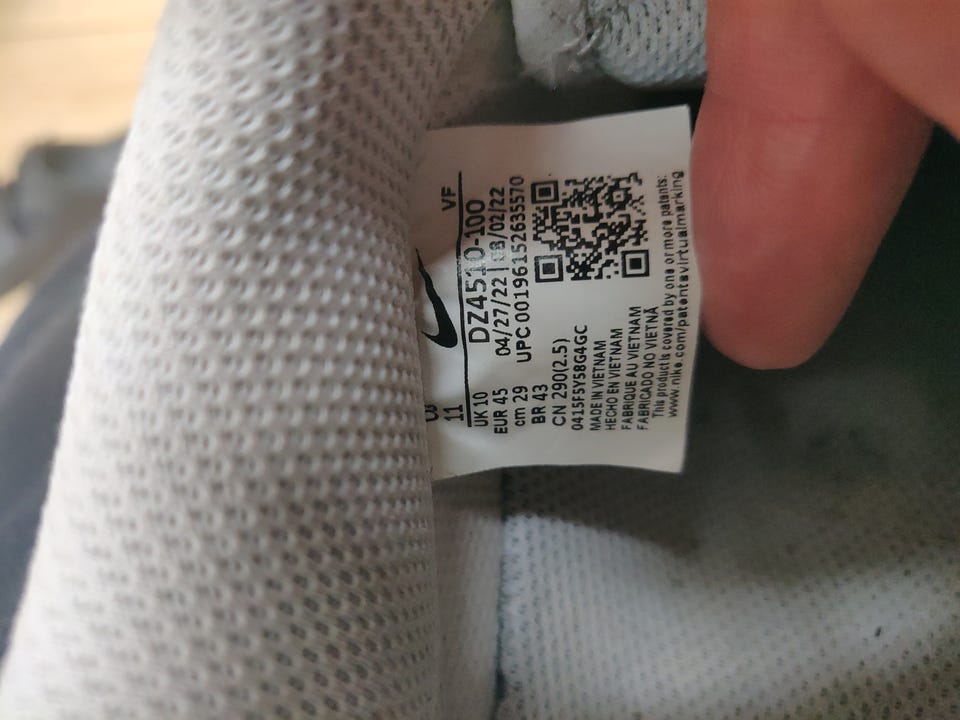 VF
DZ4510-100
04/27/22 | 08/02/22
UPC 00196152635570
11
UK 10
EUR 45
cm 29
BR 43
CN 290(2.5)
0415F5Y58G4GC
MADE IN VIETNAM
HECHO EN VIETNAM
FABRIQUE AU VIETNAM
FABRICADO NO VIETNÃ
This product is covered by one or more patents:
www.nike.com/patentsvirtualmarking